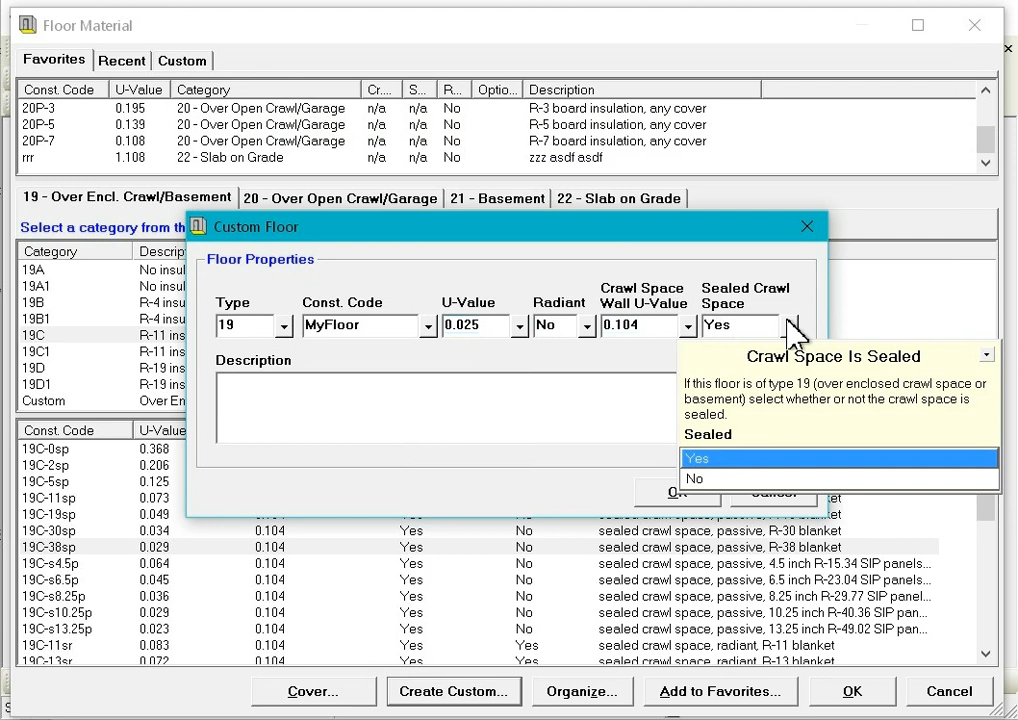 Floor Material
Favorites Recent Custom
Const. Code U-Value Category Cr.... S... R... Optio... Description
20P-3 0.195 20 - Over Open Crawl/Garage n/a n/a No R-3 board insulation, any cover
20P-5 0.139 20 - Over Open Crawl/Garage n/a n/a No R-5 board insulation, any cover
20P-7 0.108 20 - Over Open Crawl/Garage n/a n/a No R-7 board insulation, any cover
rrr 1.108 22 - Slab on Grade n/a n/a No zzz asdf asdf
19 - Over Encl. Crawl/Basement 20 - Over Open Crawl/Garage 21 - Basement 22 - Slab on Grade
Select a category from th
Category Descrip
19A No insul
19A1 No insul
19B R-4 insu
19B1 R-4 insu
19C R-11 ins
19C1 R-11 ins
19D R-19 ins
19D1 R-19 ins
Custom Over En
Custom Floor
Floor Properties
Type Const. Code U-Value Radiant Crawl Space Wall U-Value Sealed Crawl Space
19 MyFloor 0.025 No 0.104 Yes
Description
Crawl Space Is Sealed
If this floor is of type 19 (over enclosed crawl space or
basement) select whether or not the crawl space is
sealed.
Sealed
Yes
No
Const. Code U-Value
19C-0sp 0.368
19C-2sp 0.206
19C-5sp 0.125
19C-11sp 0.073
19C-19sp 0.049
19C-30sp 0.034 0.104 Yes No sealed crawl space, passive, R-30 blanket
19C-38sp 0.029 0.104 Yes No sealed crawl space, passive, R-38 blanket
19C-s4.5p 0.064 0.104 Yes No sealed crawl space, passive, 4.5 inch R-15.34 SIP panels...
19C-s6.5p 0.045 0.104 Yes No sealed crawl space, passive, 6.5 inch R-23.04 SIP panels...
19C-s8.25p 0.036 0.104 Yes No sealed crawl space, passive, 8.25 inch R-29.77 SIP panels...
19C-s10.25p 0.029 0.104 Yes No sealed crawl space, passive, 10.25 inch R-40.36 SIP pan...
19C-s13.25p 0.023 0.104 Yes No sealed crawl space, passive, 13.25 inch R-49.02 SIP pan...
19C-11sr 0.083 0.104 Yes Yes sealed crawl space, radiant, R-11 blanket
19C-13sr 0.072 0.104 Yes Yes sealed crawl space, radiant, R-13 blanket
Cover... Create Custom... Organize... Add to Favorites... OK Cancel